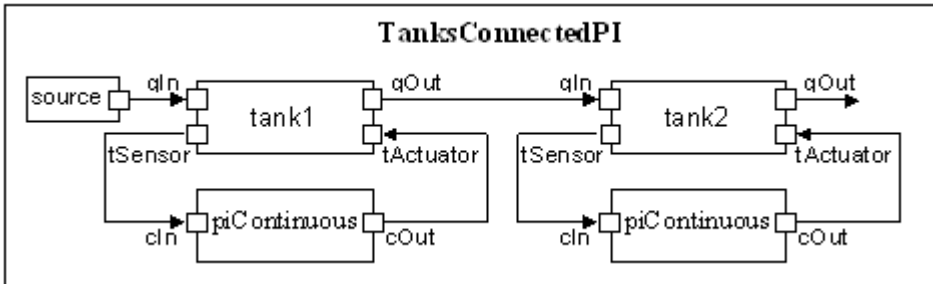 TanksConnectedPI
qIn qOut qIn qOut
source tank1 tank2
tSensor tActuator tSensor tActuator
piContinuous piContinuous
cIn cOut cIn cOut